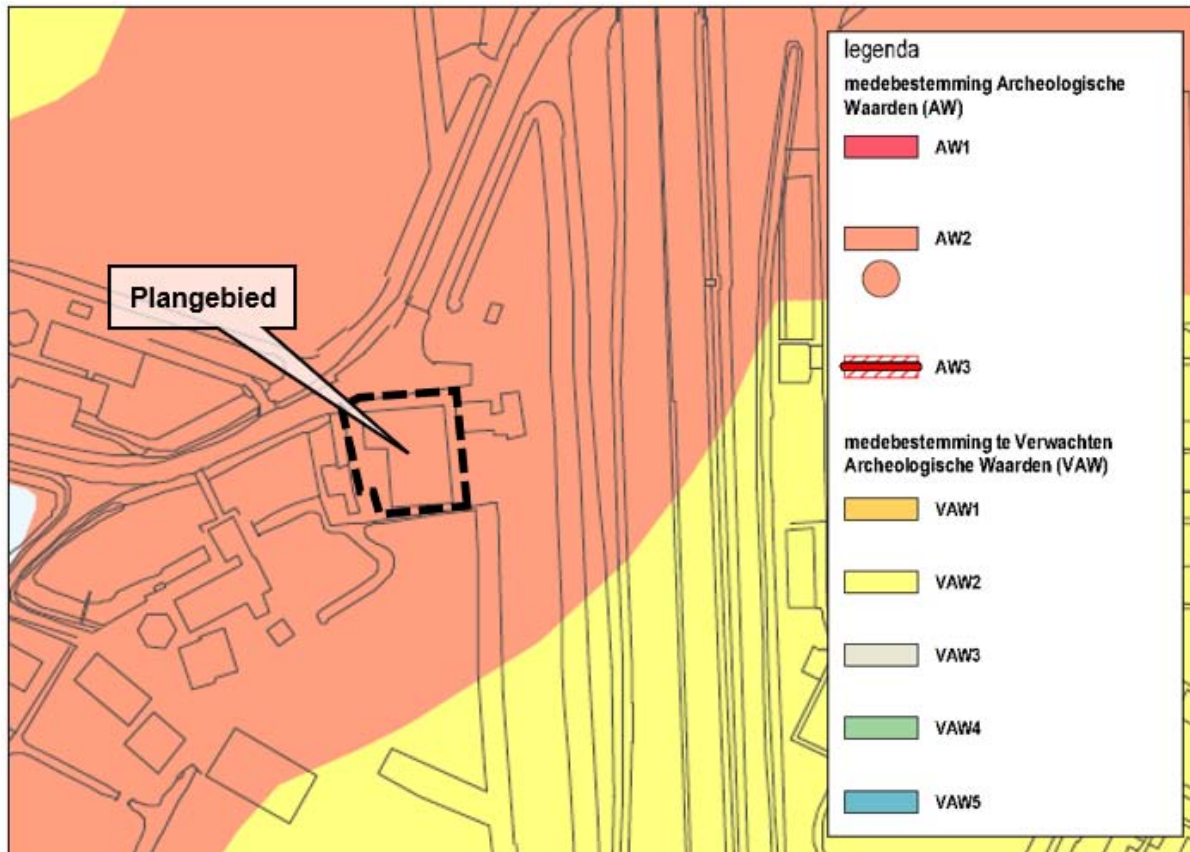 Plangebied
legenda
medebestemming Archeologische
Waarden (AW)
AW1
AW2
AW3
medebestemming te Verwachten
Archeologische Waarden (VAW)
VAW1
VAW2
VAW3
VAW4
VAW5